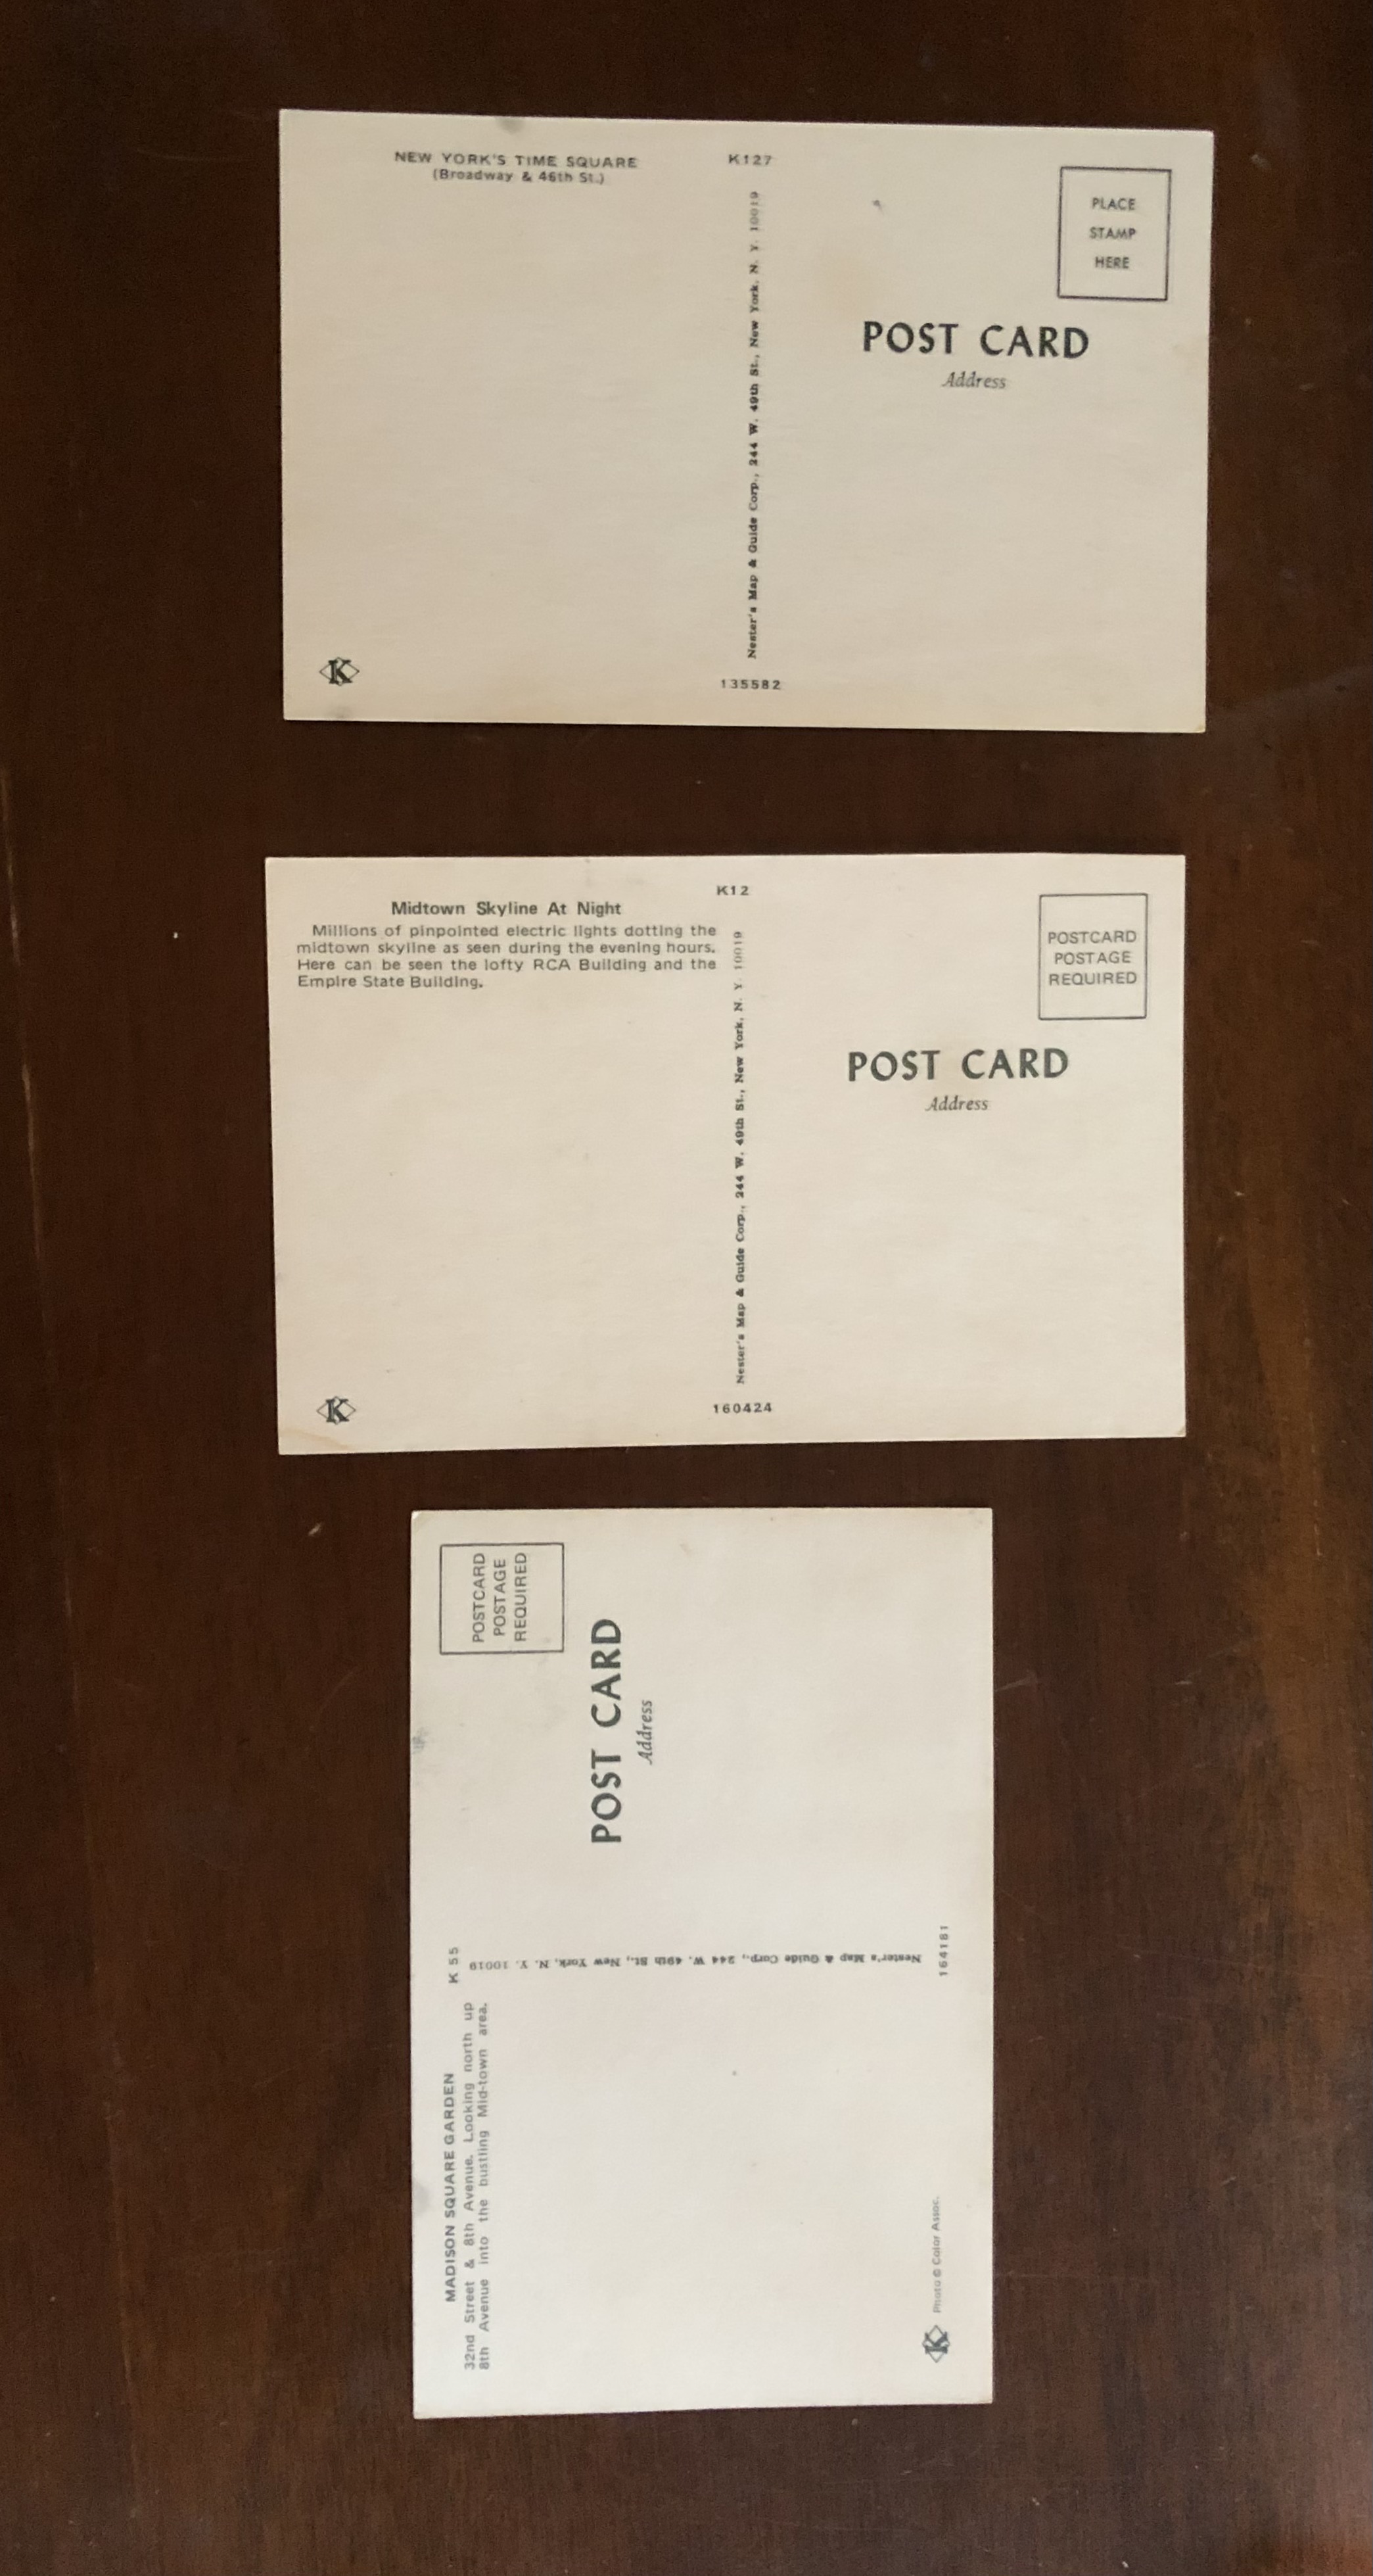 NEW YORK'S TIME SQUARE
(Broadway & 46th St.)
K127
Nester's Map & Guide Corp., 244 W. 49th St., New York, N. Y. 10019
135582
K
PLACE
STAMP
HERE
POST CARD
Address
Midtown Skyline At Night
Millions of pinpointed electric lights dotting the
midtown skyline as seen during the evening hours.
Here can be seen the lofty RCA Building and the
Empire State Building.
K12
Nester's Map & Guide Corp., 244 W. 49th St., New York, N. Y. 10019
160424
K
POSTCARD
POSTAGE
REQUIRED
POST CARD
Address
MADISON SQUARE GARDEN
32nd Street & 8th Avenue. Looking north up
8th Avenue into the bustling Mid-town area.
K 55
Nester's Map & Guide Corp., 244 W. 49th St., New York, N. Y. 10019
164161
K
Photo © Color Assoc.
POSTCARD
POSTAGE
REQUIRED
POST CARD
Address